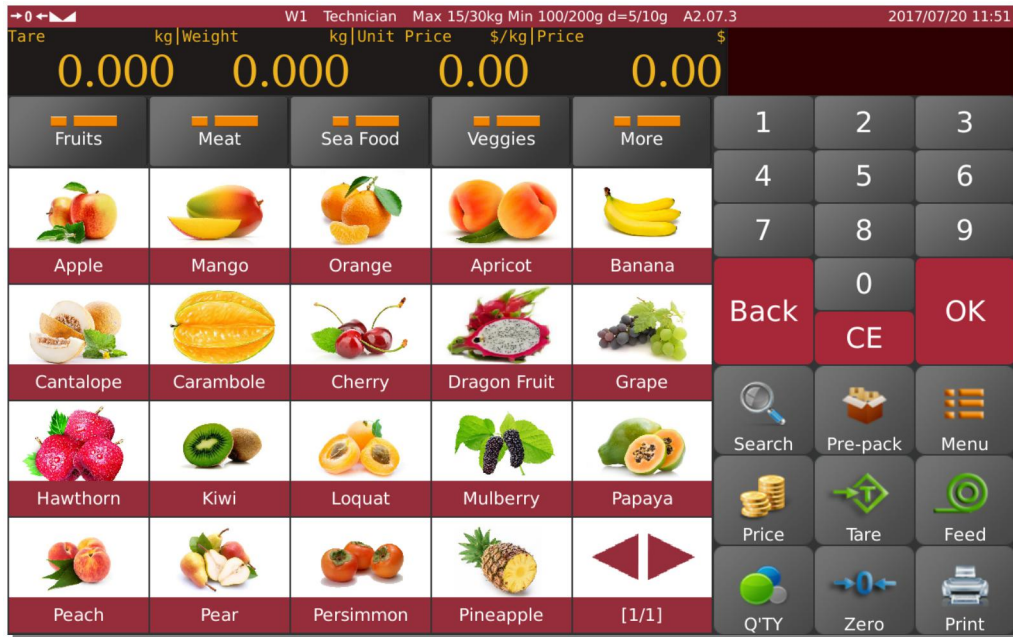 →0← W1 Technician Max 15/30kg Min 100/200g d=5/10g A2.07.3 2017/07/20 11:51
Tare kg|Weight kg|Unit Price $/kg|Price $
0.000 0.000 0.00 0.00
Fruits Meat Sea Food Veggies More
1 2 3
4 5 6
7 8 9
Apple Mango Orange Apricot Banana
Back 0 OK
CE
Cantalope Carambole Cherry Dragon Fruit Grape
Search Pre-pack Menu
Hawthorn Kiwi Loquat Mulberry Papaya
T
Price Tare Feed
0
Peach Pear Persimmon Pineapple [1/1]
Q'TY Zero Print